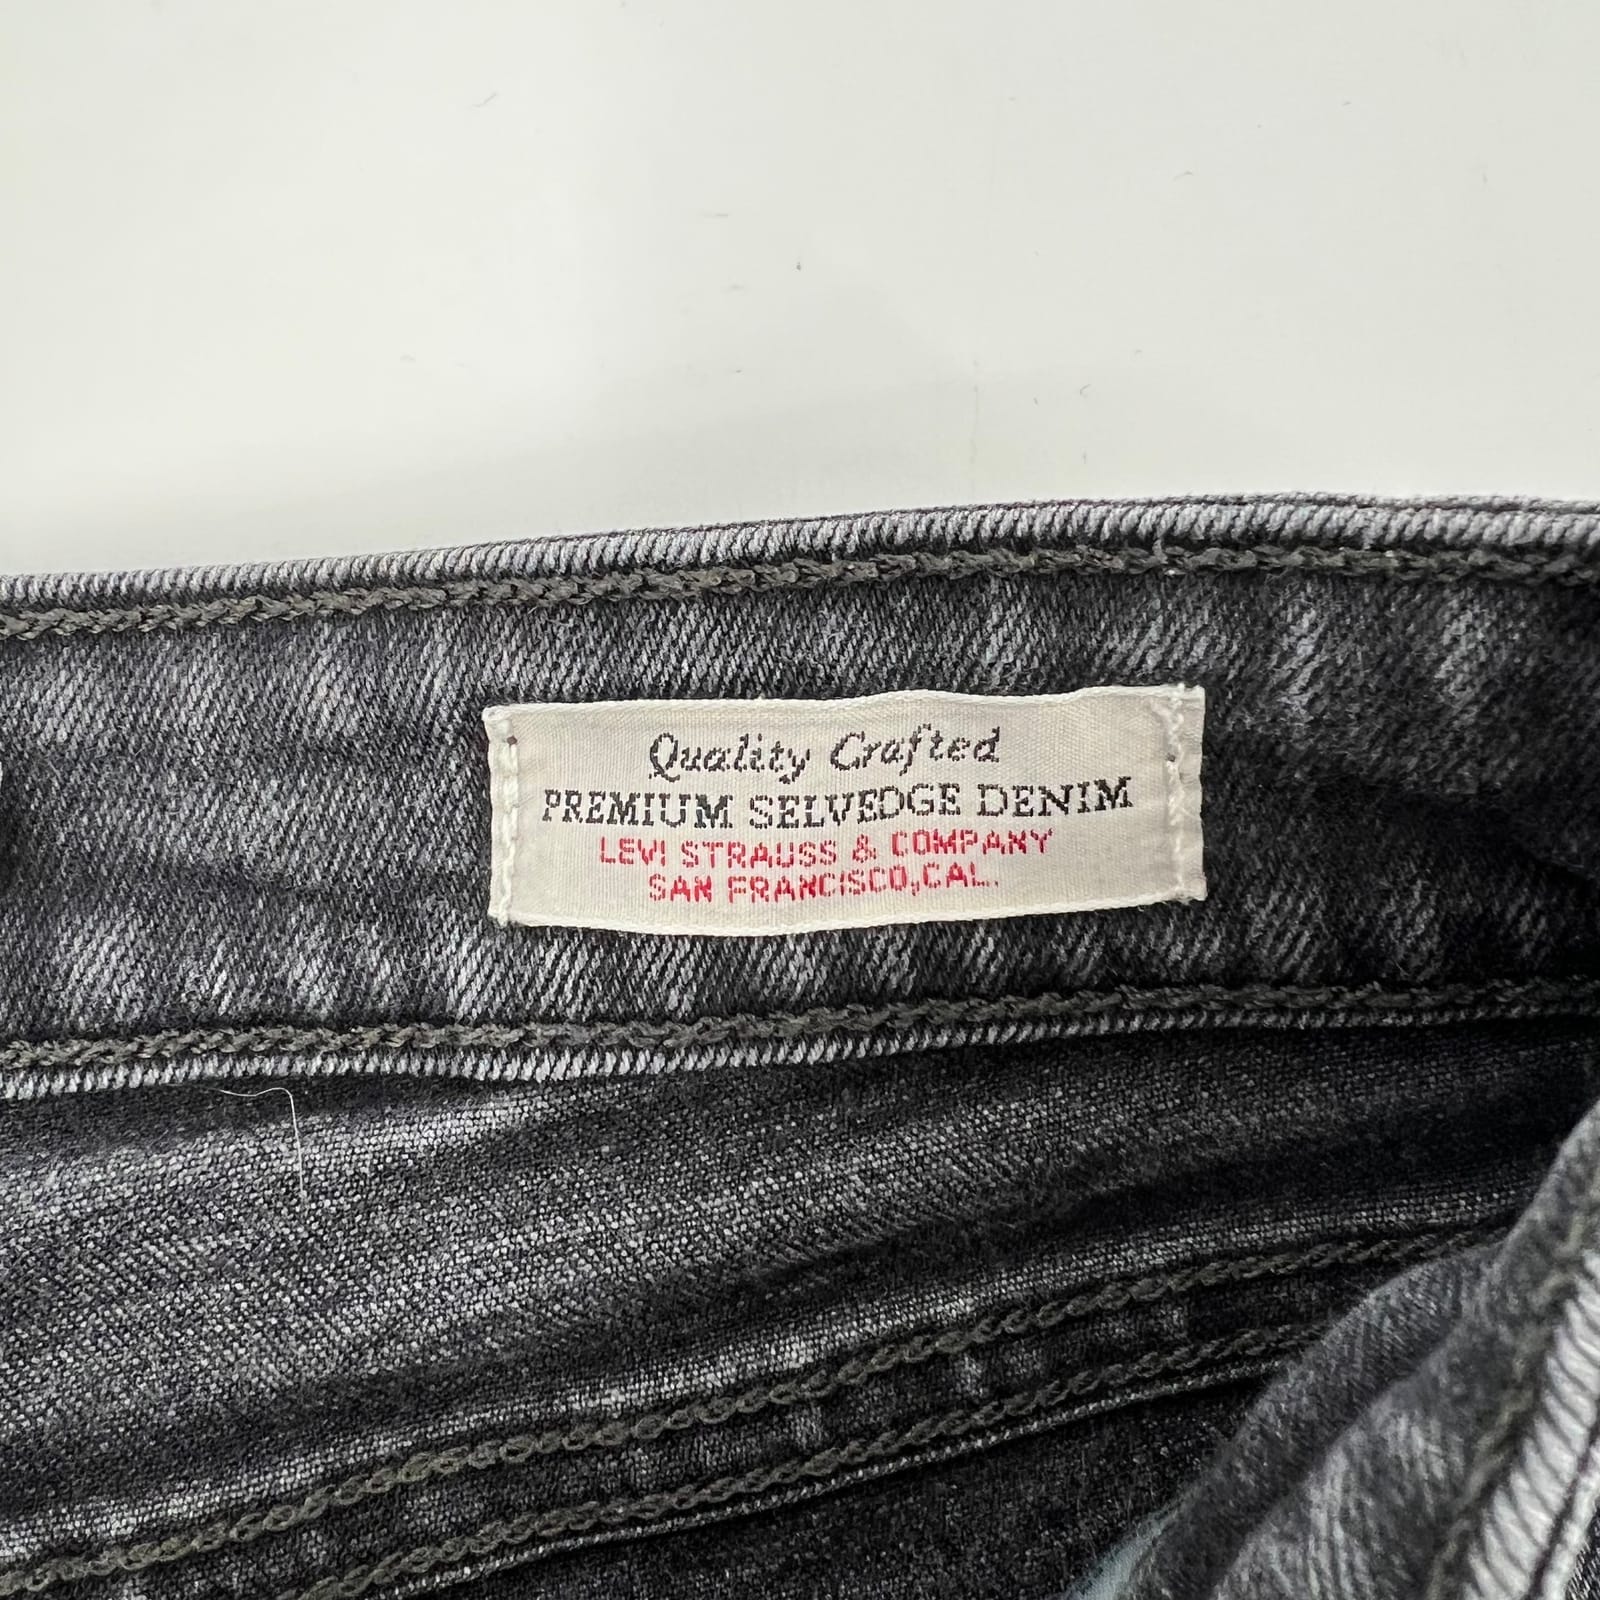 Quality Crafted
PREMIUM SELVEDGE DENIM
LEVI STRAUSS & COMPANY
SAN FRANCISCO,CAL.